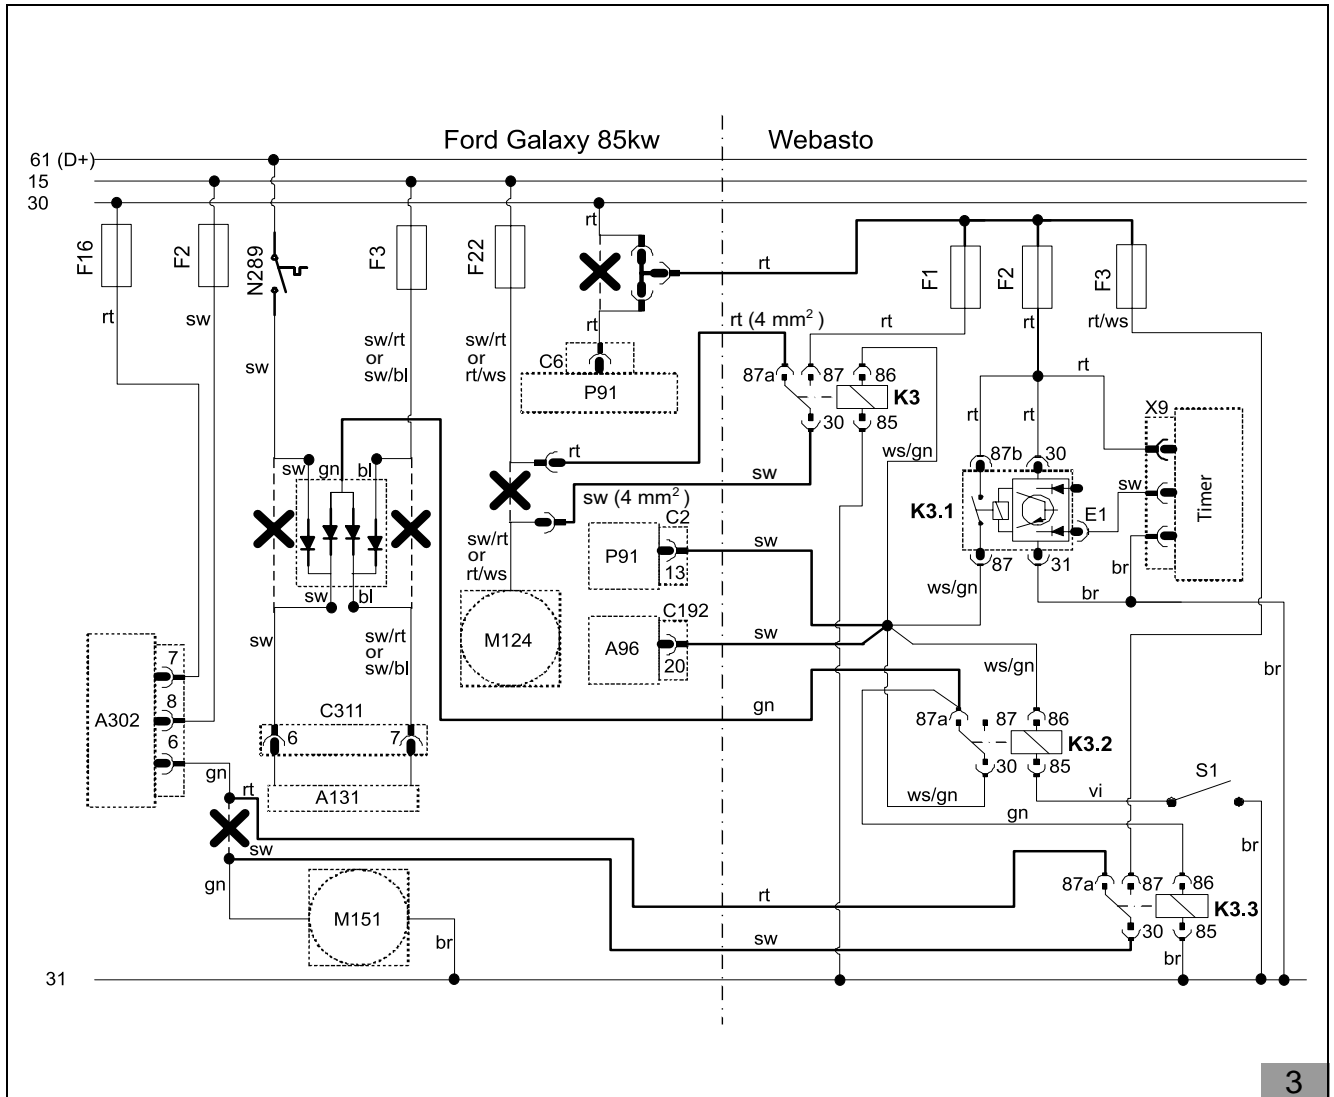 Ford Galaxy 85kw Webasto
61 (D+)
15
30
F16
F2
N289
F3
F22
rt
rt
F1
F2
F3
rt
sw
rt (4 mm²)
rt
rt
rt/ws
sw/rt
or
sw/bl
sw/rt
or
rt/ws
rt
sw
C6
P91
87a
87
86
K3
30
85
rt
X9
rt
rt
sw
gn
bl
rt
sw
sw (4 mm²)
ws/gn
87b
30
K3.1
E1
sw
Timer
C2
P91
13
sw
87
31
br
sw/rt
or
rt/ws
ws/gn
br
sw
bl
C192
A96
20
sw
M124
sw
sw/rt
or
sw/bl
ws/gn
br
7
8
6
A302
gn
C311
6
7
87a
87
86
K3.2
30
85
gn
rt
A131
ws/gn
vi
S1
gn
sw
br
gn
M151
br
rt
sw
87a
87
86
K3.3
30
85
br
31
3